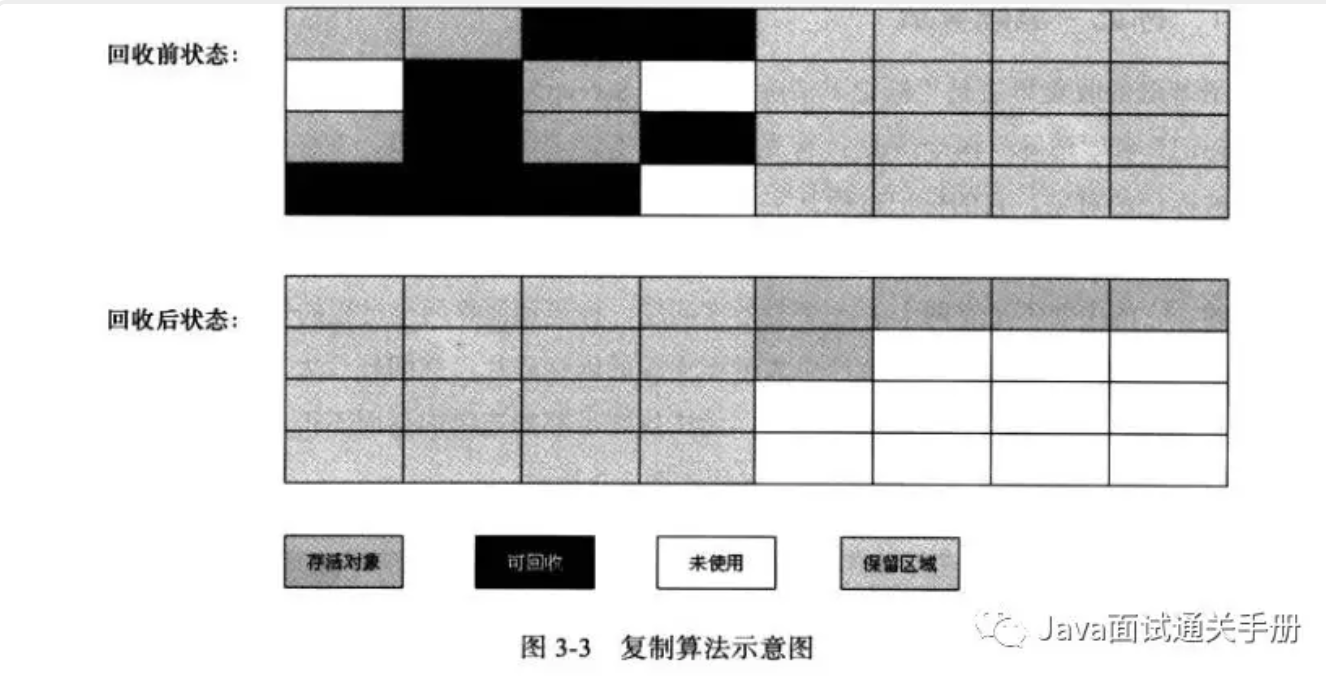 回收前状态:
回收后状态:
存活对象
可回收
未使用
保留区域
图 3-3 复制算法示意图
Java面试通关手册